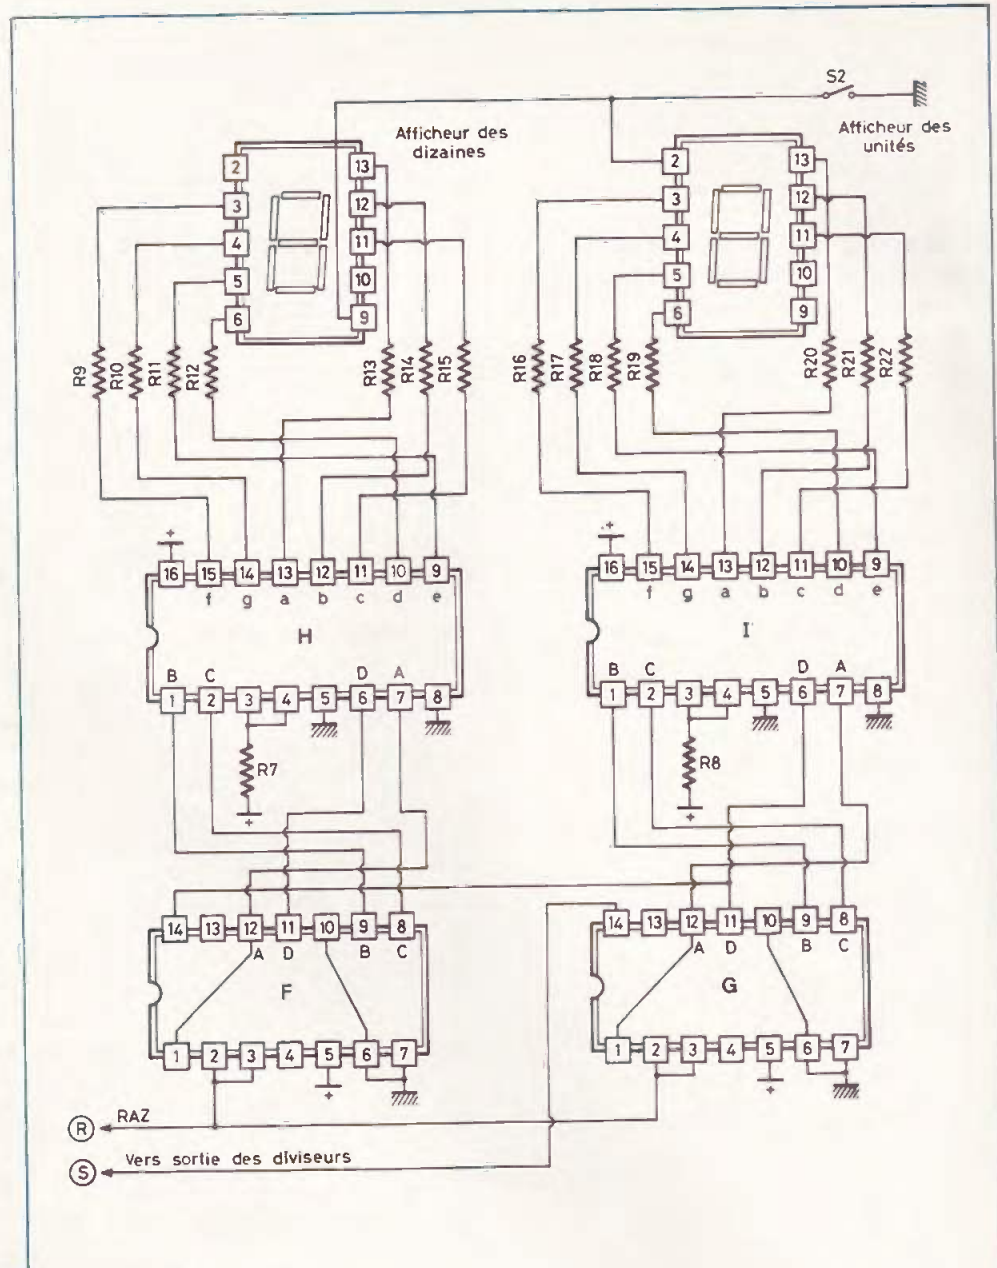 S2
Afficheur des
dizaines
Afficheur des
unités
2 13
3 12
4 11
5 10
6 9
2 13
3 12
4 11
5 10
6 9
R9 R10 R11 R12 R13 R14 R15
R16 R17 R18 R19 R20 R21 R22
+
16 15 14 13 12 11 10 9
f g a b c d e
H
B C D A
1 2 3 4 5 6 7 8
R7
+
+
16 15 14 13 12 11 10 9
f g a b c d e
I
B C D A
1 2 3 4 5 6 7 8
R8
+
14 13 12 11 10 9 8
A D B C
F
1 2 3 4 5 6 7
+
14 13 12 11 10 9 8
A D B C
G
1 2 3 4 5 6 7
+
R RAZ
S Vers sortie des diviseurs